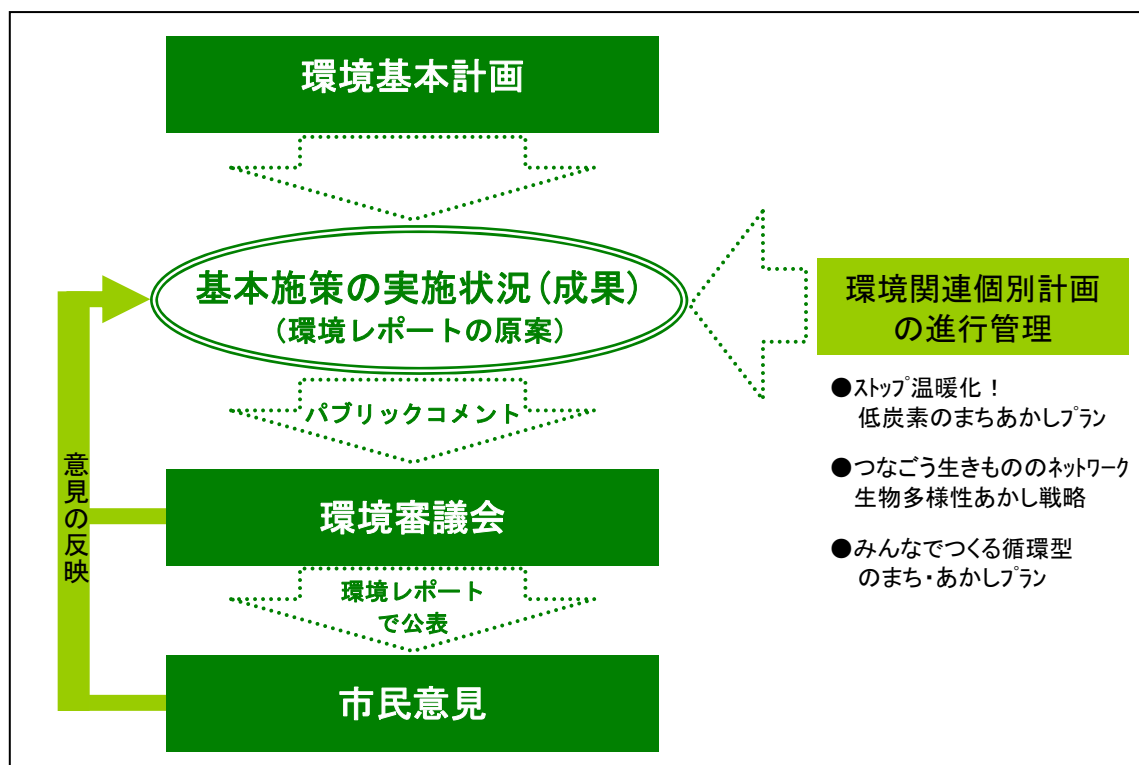 環境基本計画
基本施策の実施状況(成果)
(環境レポートの原案)
パブリックコメント
環境審議会
環境レポート
で公表
市民意見
意見の反映
環境関連個別計画
の進行管理
●ｽﾄｯﾌﾟ温暖化！
低炭素のまちあかしﾌﾟﾗﾝ
●つなごう生きもののﾈｯﾄﾜｰｸ
生物多様性あかし戦略
●みんなでつくる循環型
のまち・あかしﾌﾟﾗﾝ